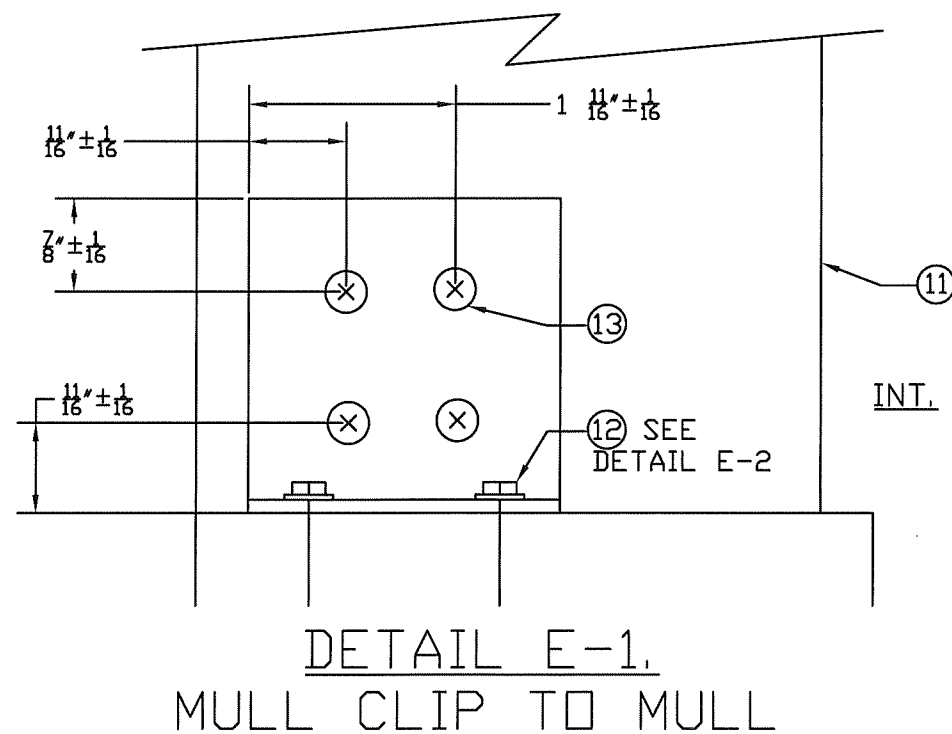 1 11/16"±1/16
11/16"±1/16
7/8"±1/16
11
13
11/16"±1/16
INT.
12 SEE
DETAIL E-2
DETAIL E-1.
MULL CLIP TO MULL